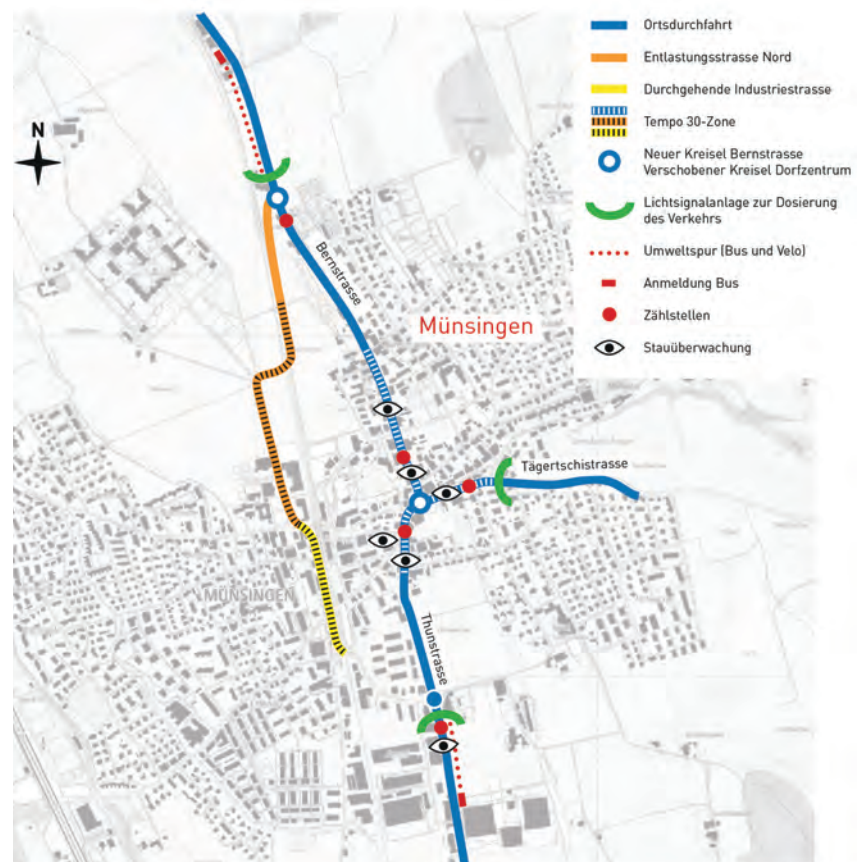 Ortsdurchfahrt
Entlastungsstrasse Nord
Durchgehende Industriestrasse
Tempo 30-Zone
Neuer Kreisel Bernstrasse
Verschobener Kreisel Dorfzentrum
Lichtsignalanlage zur Dosierung
des Verkehrs
Umweltspur (Bus und Velo)
Anmeldung Bus
Zählstellen
Stauüberwachung
N
Bernstrasse
Münsingen
Tägertschistrasse
MÜNSINGEN
Thunstrasse